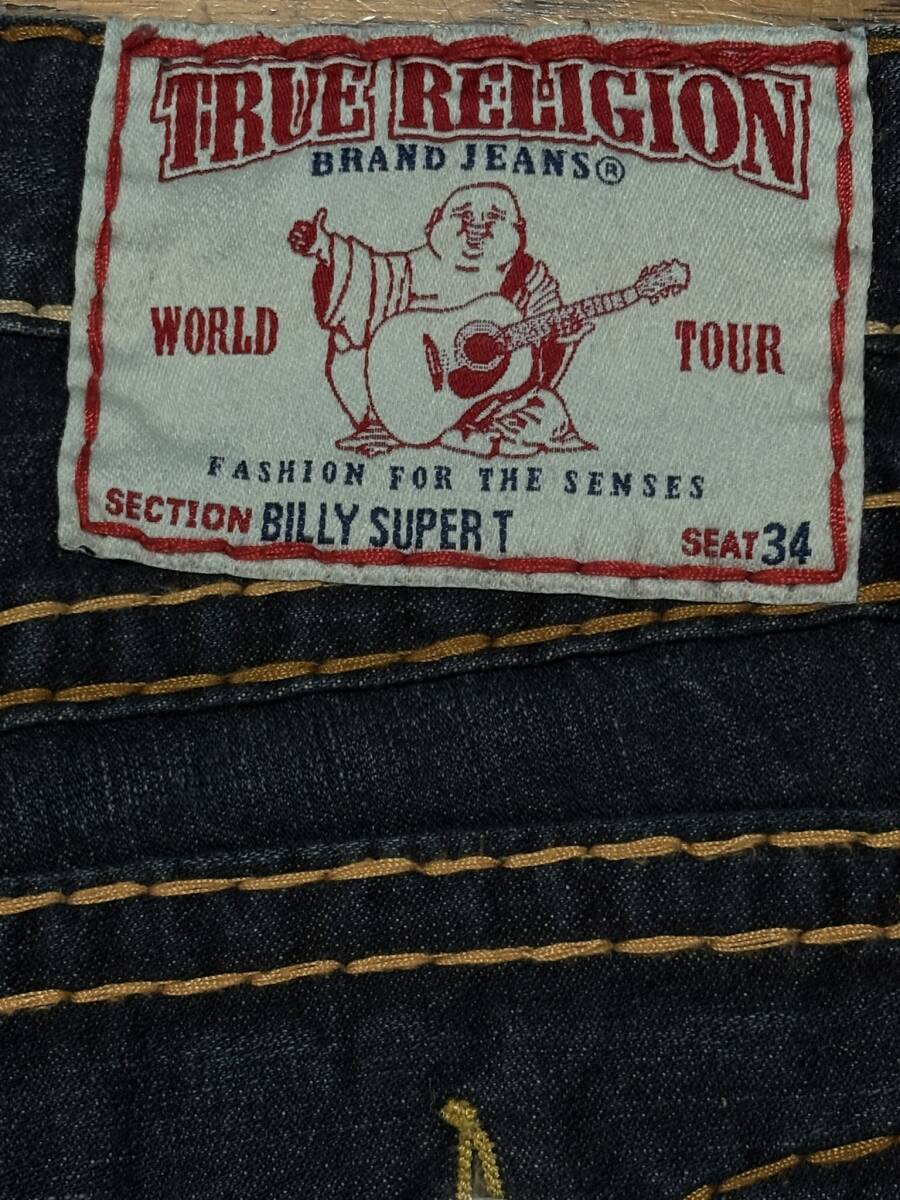 TRUE RELIGION
BRAND JEANS®
WORLD TOUR
FASHION FOR THE SENSES
SECTION BILLY SUPER T SEAT 34